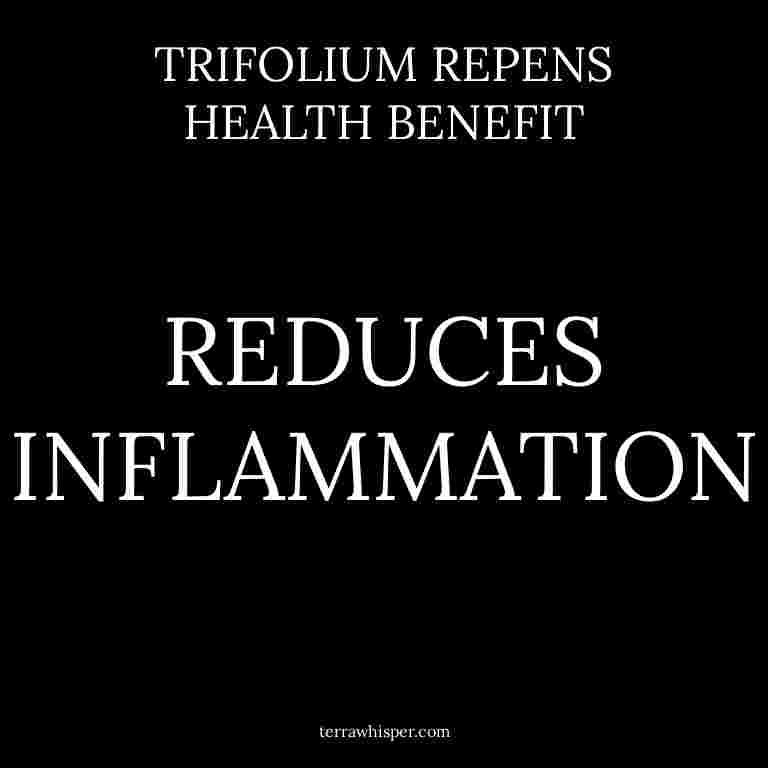 TRIFOLIUM REPENS
HEALTH BENEFIT
REDUCES
INFLAMMATION
terrawhisper.com